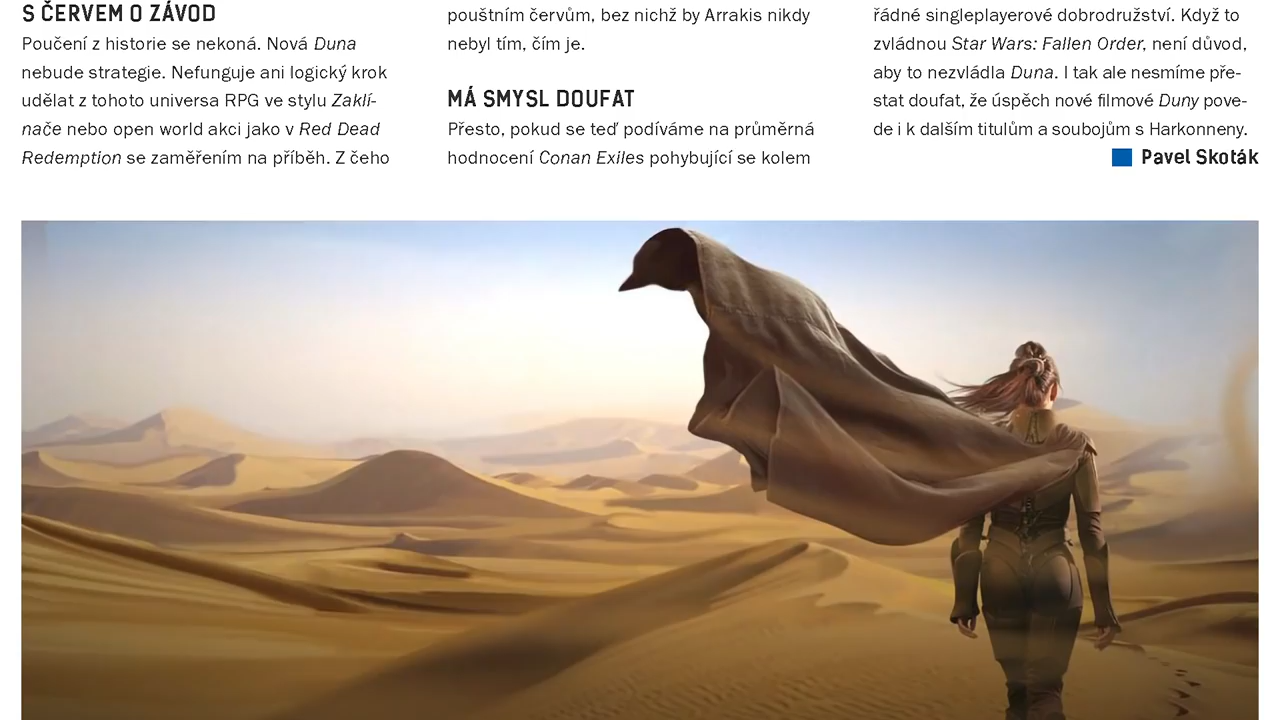 S ČERVEM O ZÁVOD
Poučení z historie se nekoná. Nová Duna
nebude strategie. Nefunguje ani logický krok
udělat z tohoto universa RPG ve stylu Zaklí-
nače nebo open world akci jako v Red Dead
Redemption se zaměřením na příběh. Z čeho
pouštním červům, bez nichž by Arrakis nikdy
nebyl tím, čím je.
MÁ SMYSL DOUFAT
Přesto, pokud se teď podíváme na průměrná
hodnocení Conan Exiles pohybující se kolem
řádné singleplayerové dobrodružství. Když to
zvládnou Star Wars: Fallen Order, není důvod,
aby to nezvládla Duna. I tak ale nesmíme pře-
stat doufat, že úspěch nové filmové Duny pove-
de i k dalším titulům a soubojům s Harkonneny.
Pavel Skoták